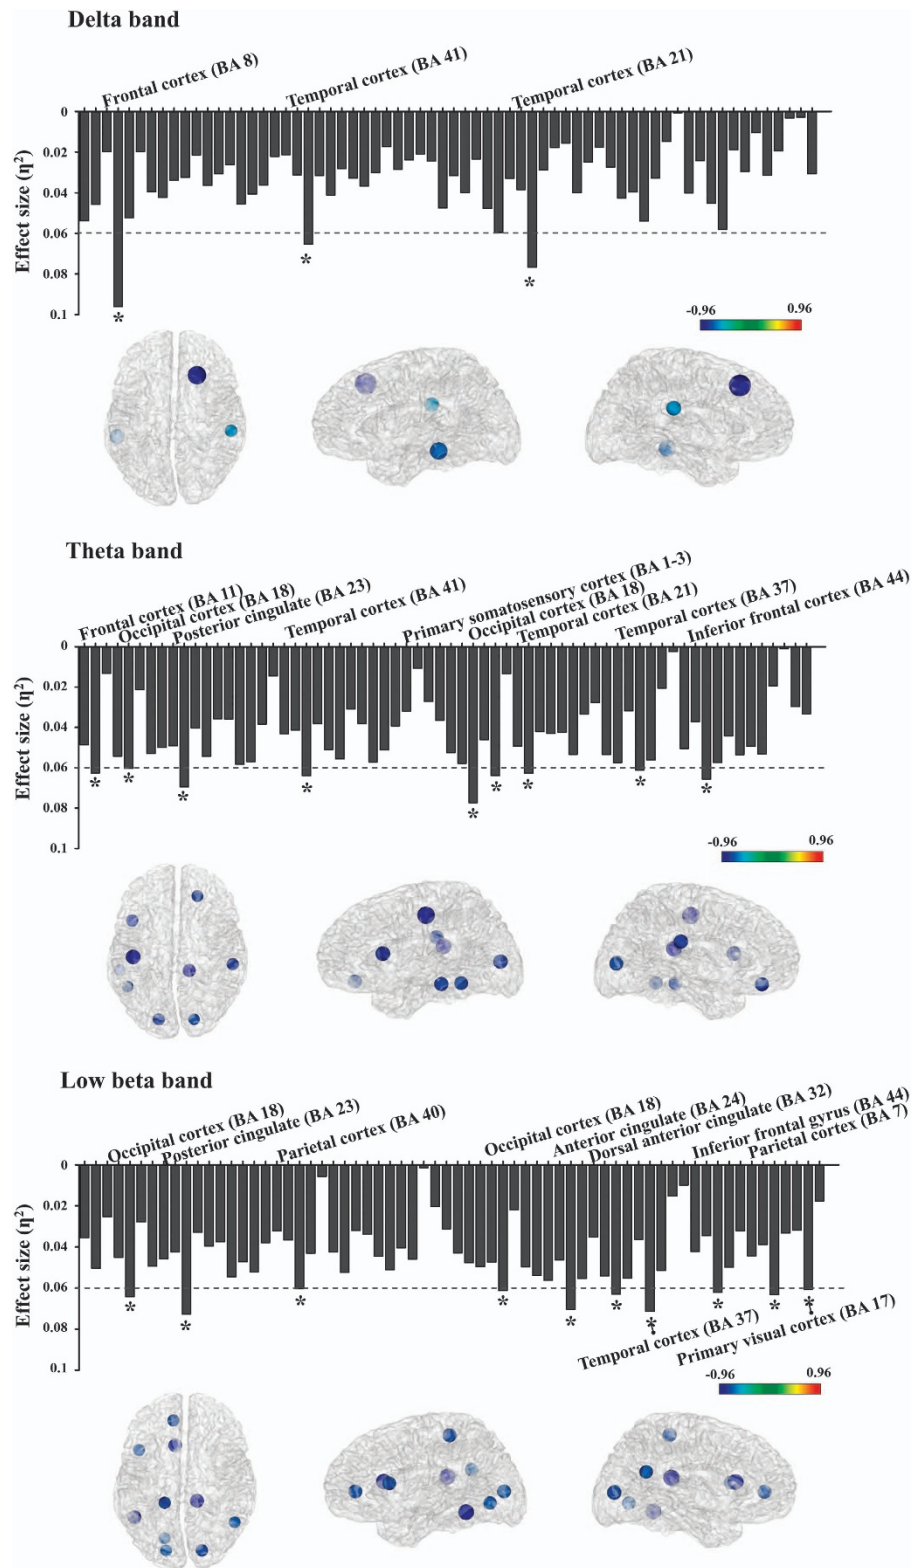 Delta band
Frontal cortex (BA 8)
Temporal cortex (BA 41)
Temporal cortex (BA 21)
Effect size (η²)
0
0.02
0.04
0.06
0.08
0.1
*
*
*
-0.96
0.96
Theta band
Frontal cortex (BA 11)
Occipital cortex (BA 18)
Posterior cingulate (BA 23)
Temporal cortex (BA 41)
Primary somatosensory cortex (BA 1-3)
Occipital cortex (BA 18)
Temporal cortex (BA 21)
Temporal cortex (BA 37)
Inferior frontal cortex (BA 44)
Effect size (η²)
0
0.02
0.04
0.06
0.08
0.1
*
*
*
*
*
*
*
*
*
-0.96
0.96
Low beta band
Occipital cortex (BA 18)
Posterior cingulate (BA 23)
Parietal cortex (BA 40)
Occipital cortex (BA 18)
Anterior cingulate (BA 24)
Dorsal anterior cingulate (BA 32)
Inferior frontal gyrus (BA 44)
Parietal cortex (BA 7)
Effect size (η²)
0
0.02
0.04
0.06
0.08
0.1
*
*
*
*
*
*
*
*
*
*
Temporal cortex (BA 37)
Primary visual cortex (BA 17)
-0.96
0.96